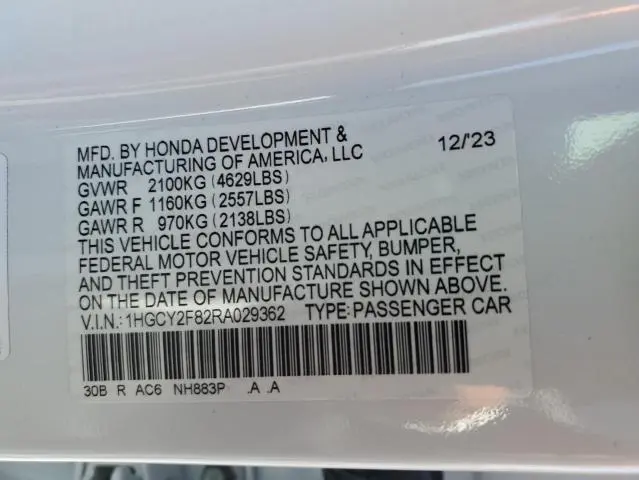 MFD. BY HONDA DEVELOPMENT & 12/'23
MANUFACTURING OF AMERICA, LLC
GVWR 2100KG (4629LBS)
GAWR F 1160KG (2557LBS)
GAWR R 970KG (2138LBS)
THIS VEHICLE CONFORMS TO ALL APPLICABLE
FEDERAL MOTOR VEHICLE SAFETY, BUMPER,
AND THEFT PREVENTION STANDARDS IN EFFECT
ON THE DATE OF MANUFACTURE SHOWN ABOVE.
V.I.N.: 1HGCY2F82RA029362 TYPE: PASSENGER CAR
30B R AC6 NH883P .A .A